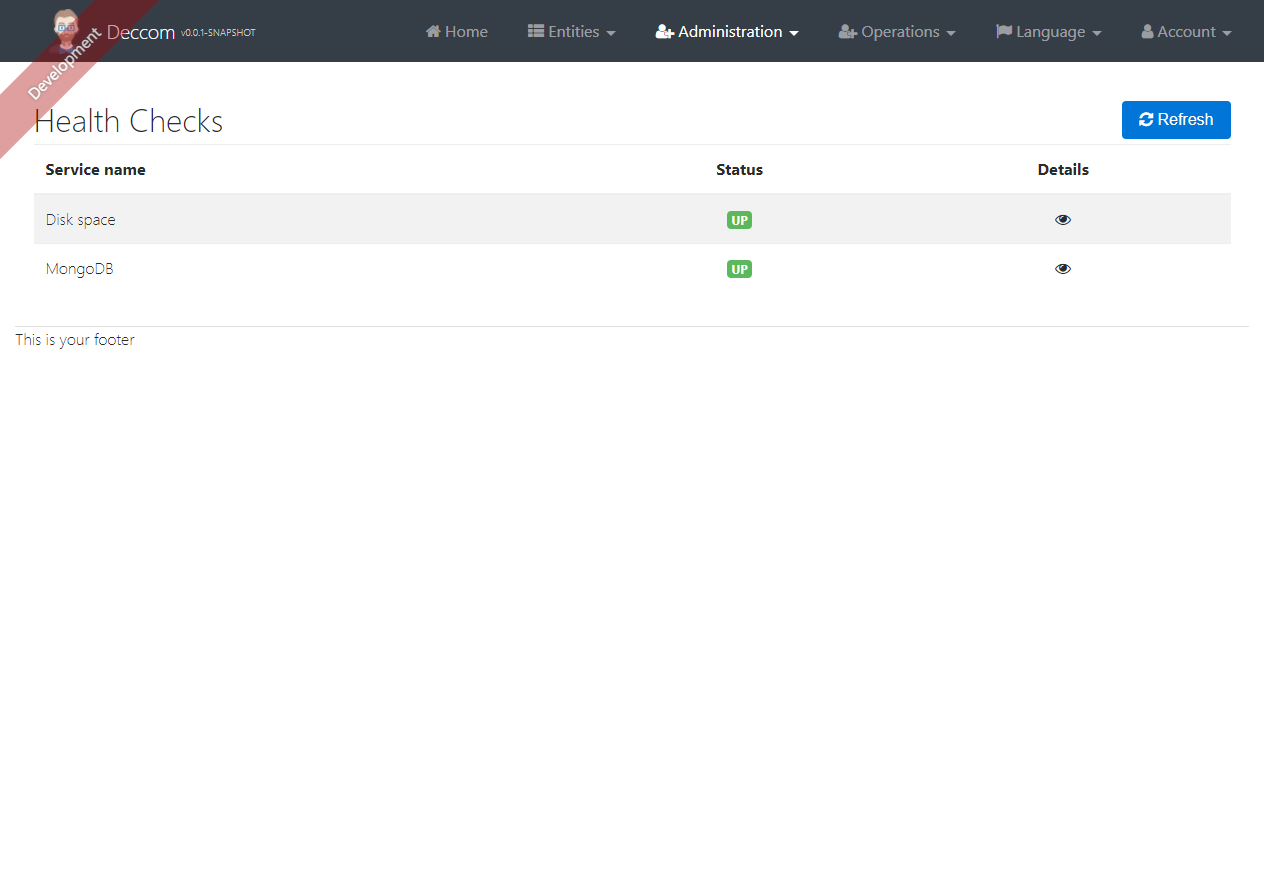 Deccom v0.0.1-SNAPSHOT Home Entities Administration Operations Language Account
Development
Health Checks Refresh
Service name Status Details
Disk space UP
MongoDB UP
This is your footer